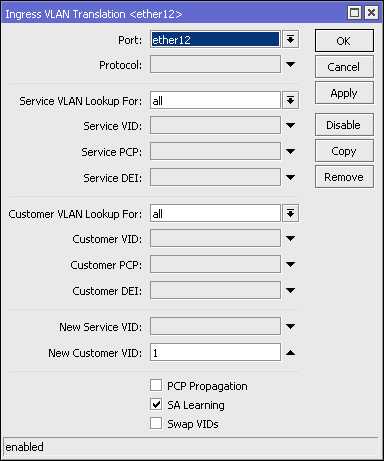 Ingress VLAN Translation <ether12>
Port: ether12
OK
Protocol:
Cancel
Service VLAN Lookup For: all
Apply
Service VID:
Disable
Service PCP:
Copy
Service DEI:
Remove
Customer VLAN Lookup For: all
Customer VID:
Customer PCP:
Customer DEI:
New Service VID:
New Customer VID: 1
PCP Propagation
SA Learning
Swap VIDs
enabled